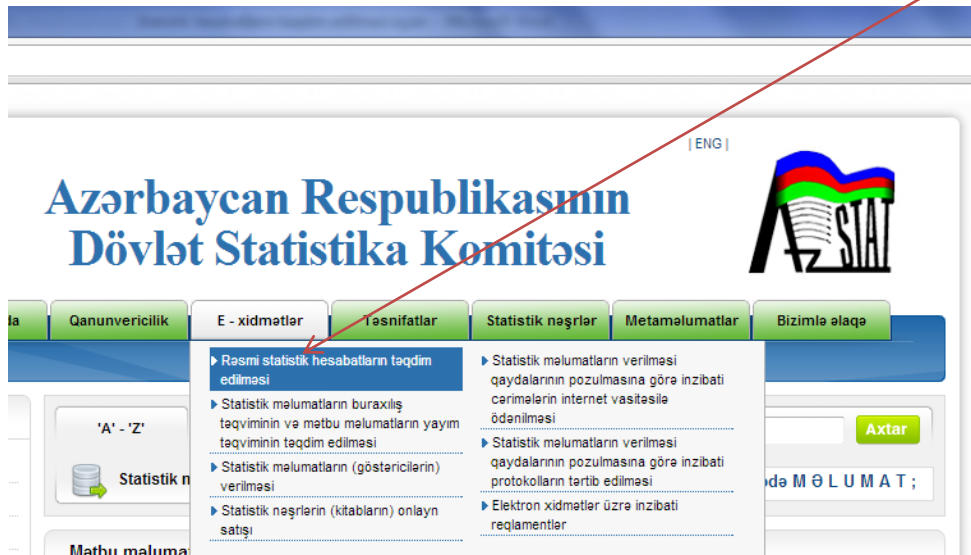 | ENG |
Azərbaycan Respublikasının
Dövlət Statistika Komitəsi
AZSTAT
da
Qanunvericilik
E - xidmətlər
Təsnifatlar
Statistik nəşrlər
Metaməlumatlar
Bizimlə əlaqə
Rəsmi statistik hesabatların təqdim
edilməsi
Statistik məlumatların buraxılış
təqviminin və mətbu məlumatların yayım
təqviminin təqdim edilməsi
Statistik məlumatların (göstəricilərin)
verilməsi
Statistik nəşrlərin (kitabların) onlayn
satışı
Statistik məlumatların verilməsi
qaydalarının pozulmasına görə inzibati
cərimələrin internet vasitəsilə
ödənilməsi
Statistik məlumatların verilməsi
qaydalarının pozulmasına görə inzibati
protokolların tərtib edilməsi
Elektron xidmətlər üzrə inzibati
reqlamentlər
'A' - 'Z'
Axtar
Statistik n
də M Ə L U M A T ;
Mətbu məluma